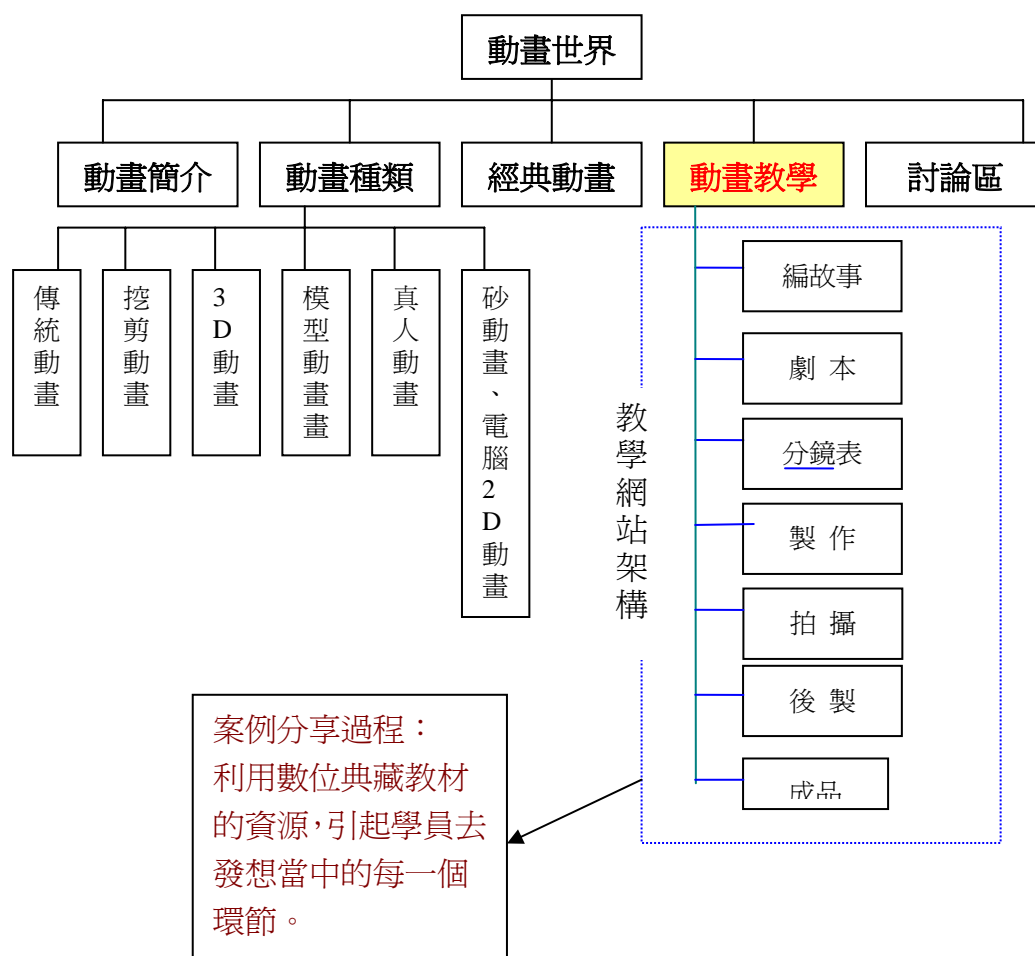 動畫世界
動畫簡介
動畫種類
經典動畫
動畫教學
討論區
傳統動畫
挖剪動畫
3D動畫
模型動畫畫
真人動畫
砂動畫、電腦2D動畫
教學網站架構
編故事
劇 本
分鏡表
製 作
拍 攝
後 製
成品
案例分享過程：
利用數位典藏教材
的資源，引起學員去
發想當中的每一個
環節。